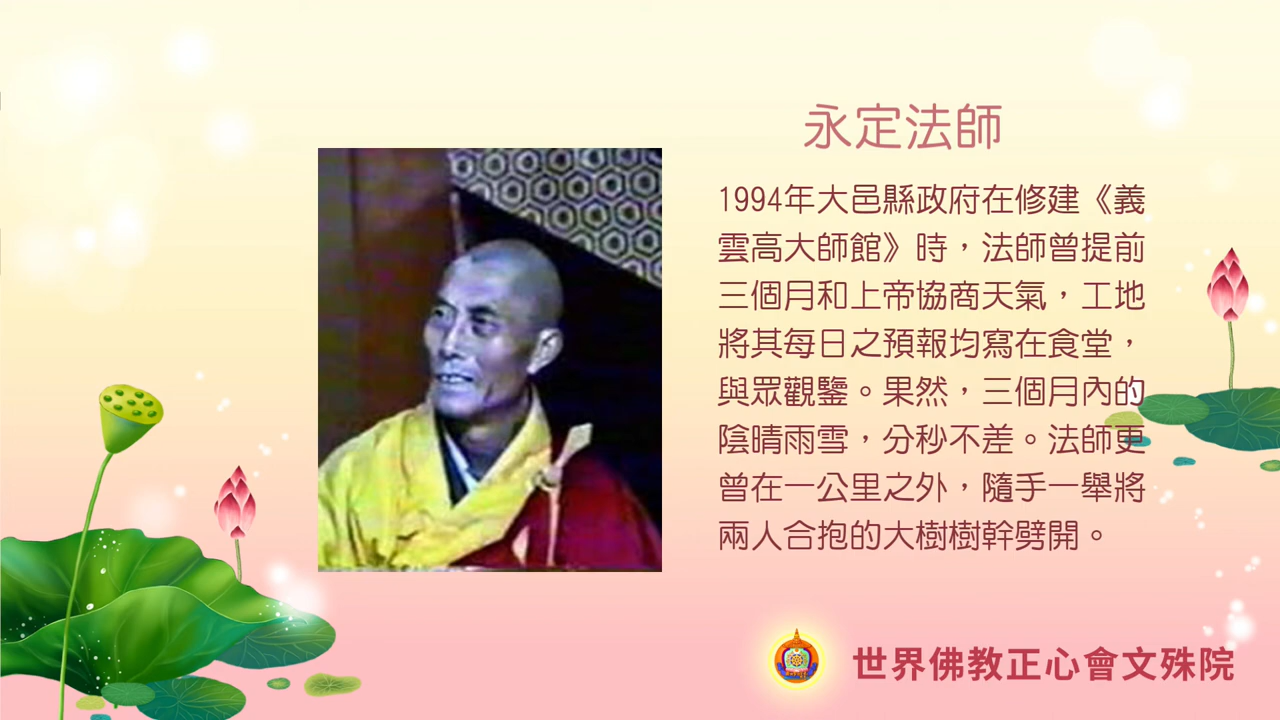 永定法師
1994年大邑縣政府在修建《義
雲高大師館》時，法師曾提前
三個月和上帝協商天氣，工地
將其每日之預報均寫在食堂，
與眾觀鑒。果然，三個月內的
陰晴雨雪，分秒不差。法師更
曾在一公里之外，隨手一舉將
兩人合抱的大樹樹幹劈開。
世界佛教正心會文殊院